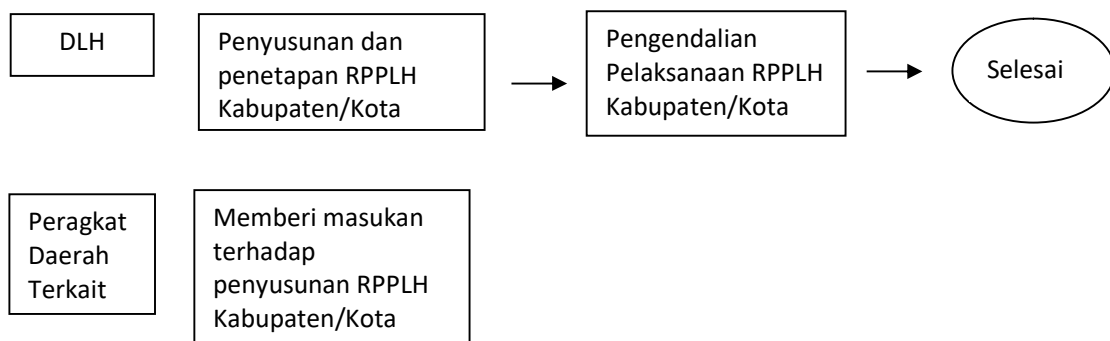 DLH
Penyusunan dan
penetapan RPPLH
Kabupaten/Kota
Pengendalian
Pelaksanaan RPPLH
Kabupaten/Kota
Selesai
Peragkat
Daerah
Terkait
Memberi masukan
terhadap
penyusunan RPPLH
Kabupaten/Kota